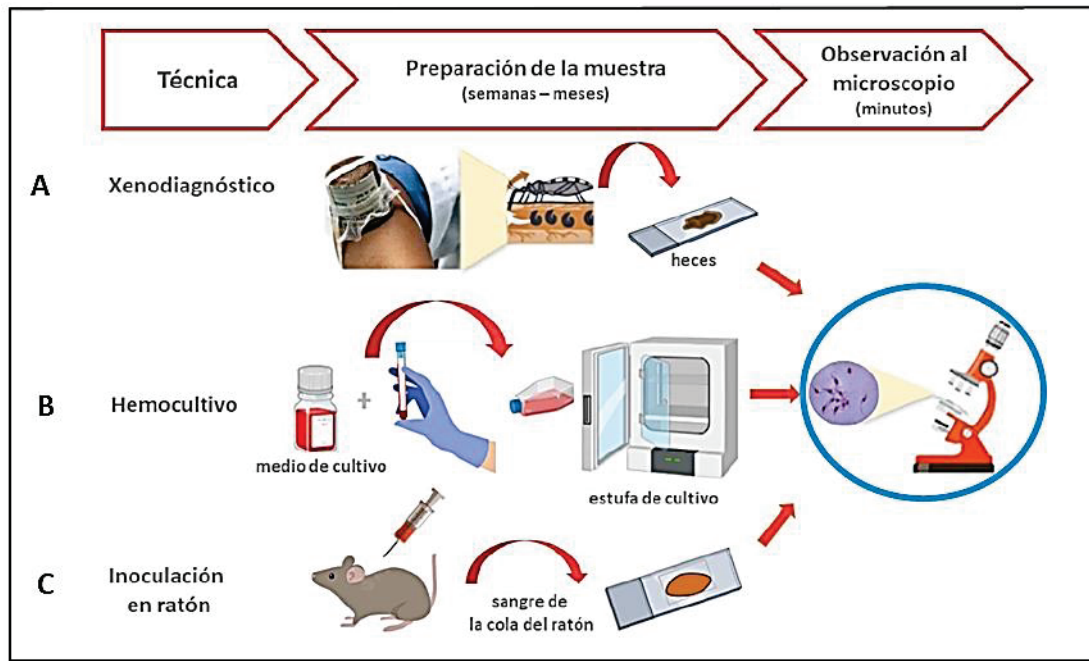 Técnica
Preparación de la muestra
(semanas – meses)
Observación al
microscopio
(minutos)
A
Xenodiagnóstico
heces
B
Hemocultivo
medio de cultivo
+
estufa de cultivo
C
Inoculación
en ratón
sangre de
la cola del ratón